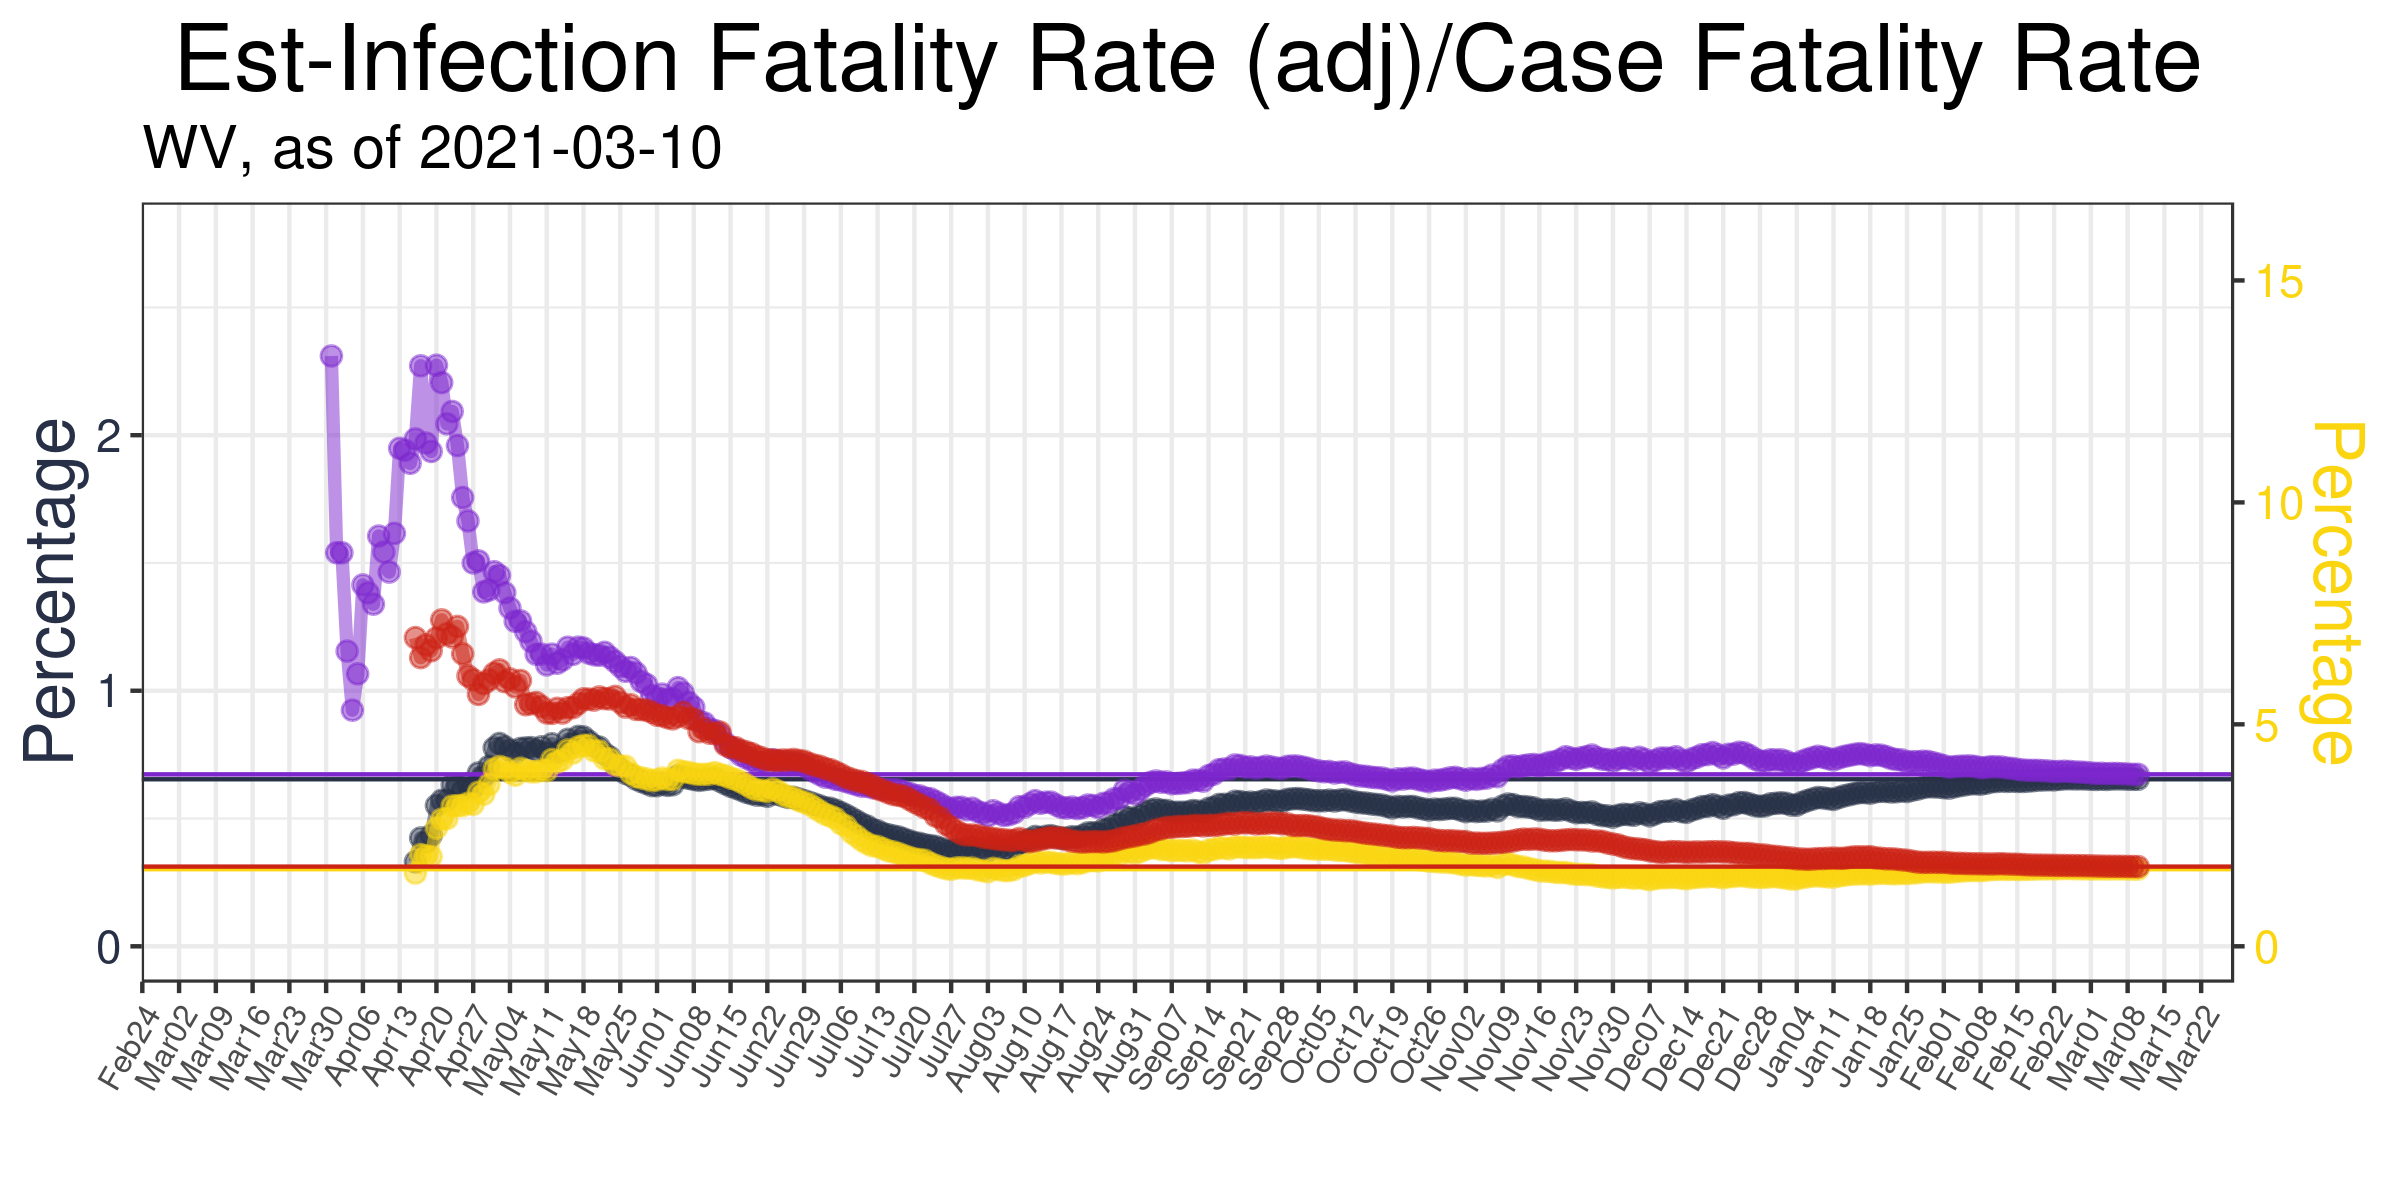 Est-Infection Fatality Rate (adj)/Case Fatality Rate
WV, as of 2021-03-10
Percentage
2
1
0
15
10
5
0
Percentage
Feb24
Mar02
Mar09
Mar16
Mar23
Mar30
Apr06
Apr13
Apr20
Apr27
May04
May11
May18
May25
Jun01
Jun08
Jun15
Jun22
Jun29
Jul06
Jul13
Jul20
Jul27
Aug03
Aug10
Aug17
Aug24
Aug31
Sep07
Sep14
Sep21
Sep28
Oct05
Oct12
Oct19
Oct26
Nov02
Nov09
Nov16
Nov23
Nov30
Dec07
Dec14
Dec21
Dec28
Jan04
Jan11
Jan18
Jan25
Feb01
Feb08
Feb15
Feb22
Mar01
Mar08
Mar15
Mar22